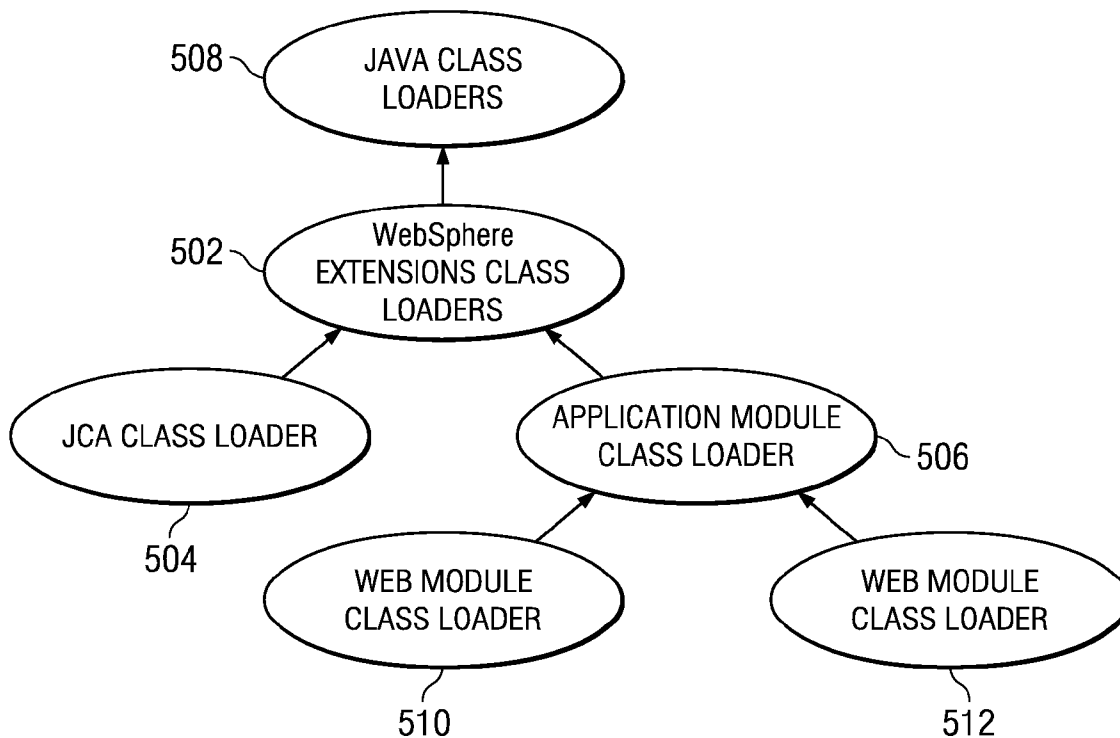 508
JAVA CLASS
LOADERS
502
WebSphere
EXTENSIONS CLASS
LOADERS
JCA CLASS LOADER
504
APPLICATION MODULE
CLASS LOADER
506
WEB MODULE
CLASS LOADER
510
WEB MODULE
CLASS LOADER
512